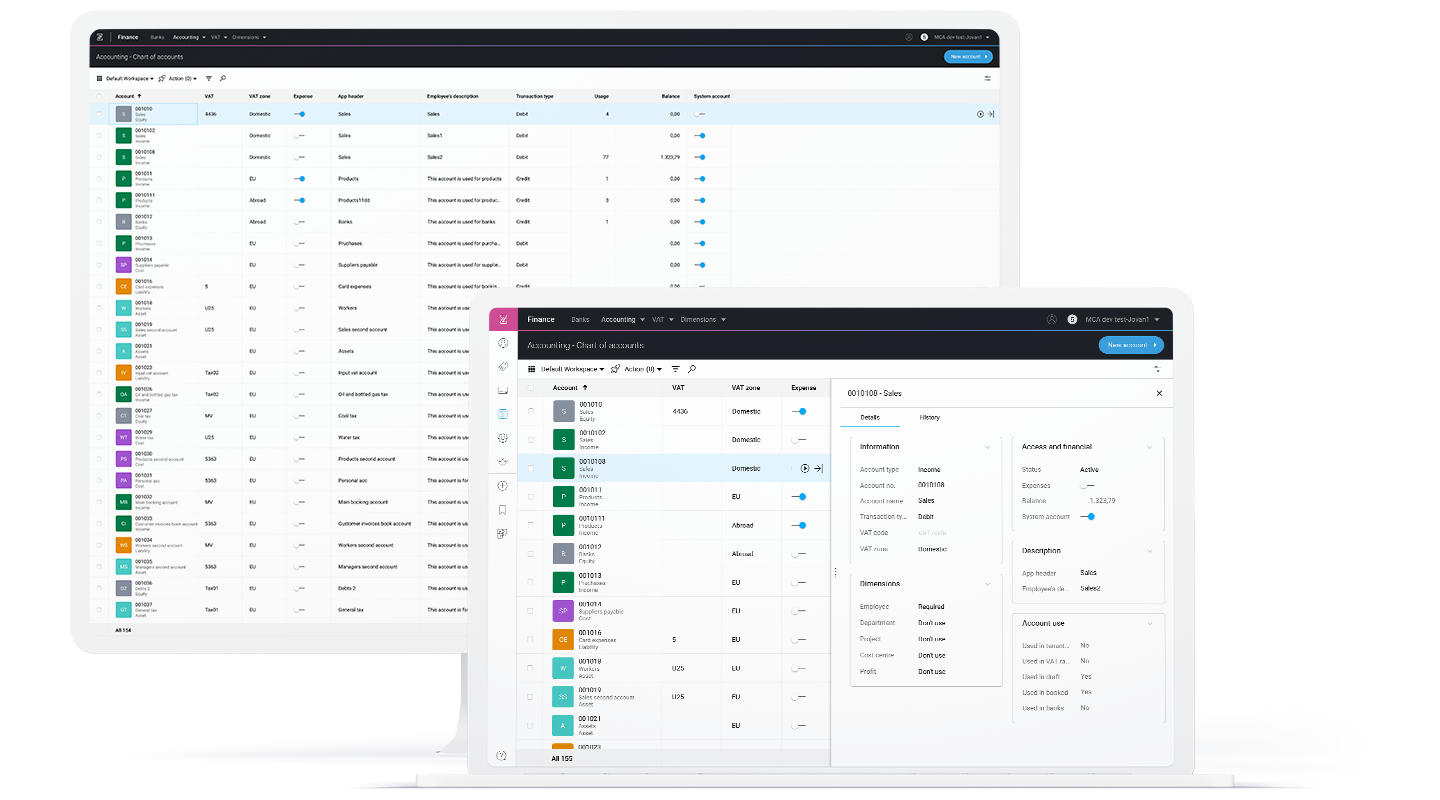 Finance Banks Accounting VAT Dimensions MCA dev test-Jovan1
Accounting - Chart of accounts New account
Default Workspace Action (0)
Account VAT VAT zone Expense App header Employee's description Transaction type Usage Balance System account
S 001010 Sales Equity 4436 Domestic Sales Sales Debit 4 0,00
S 0010102 Sales Income Domestic Sales Sales1 Debit 0,00
S 0010108 Sales Income Domestic Sales Sales2 Debit 77 1.323,79
P 001011 Products Income EU Products This account is used for products Credit 1 0,00
P 0010111 Products Income Abroad Products11dd This account is used for produc... Credit 3 0,00
B 001012 Banks Equity Abroad Banks This account is used for banks Credit 1 0,00
P 001013 Pruchases Income EU Pruchases This account is used for purcha... Debit 0,00
SP 001014 Suppliers payable Cost EU Suppliers payable This account is used for supplie... Debit 0,00
CE 001016 Card expenses Liability 5 EU Card expenses This account is used for bookin... Credit 0,00
W 001018 Workers Asset U25 EU Workers This account is us
SS 001019 Sales second account Asset U25 EU Sales second account This account is us
A 001021 Assets Asset EU Assets This account is us
IV 001023 Input vat account Liability Tax02 EU Input vat account This account is us
OA 001026 Oil and bottled gas tax Income Tax02 EU Oil and bottled gas tax This account is us
CT 001027 Coal tax Equity MV EU Coal tax This account is us
WT 001029 Water tax Cost U25 EU Water tax This account is us
PS 001030 Products second account Cost 5363 EU Products second account This account is us
PA 001031 Personal acc Cost 5363 EU Personal acc This account is us
MB 001032 Main booking account Income MV EU Main booking account This account is us
CI 001033 Customer invoices book account Income 5363 EU Customer invoices book account This account is us
WS 001034 Workers second account Liability MV EU Workers second account This account is us
MS 001035 Managers second account Asset 5363 EU Managers second account This account is us
D2 001036 Debts 2 Equity Tax01 EU Debts 2 This account is us
GT 001037 General tax Asset Tax01 EU General tax This account is fo
All 154
Finance Banks Accounting VAT Dimensions MCA dev test-Jovan1
Accounting - Chart of accounts New account
Default Workspace Action (0)
Account VAT VAT zone Expense
S 001010 Sales Equity 4436 Domestic
S 0010102 Sales Income Domestic
S 0010108 Sales Income Domestic
P 001011 Products Income EU
P 0010111 Products Income Abroad
B 001012 Banks Equity Abroad
P 001013 Pruchases Income EU
SP 001014 Suppliers payable Cost EU
CE 001016 Card expenses Liability 5 EU
W 001018 Workers Asset U25 EU
SS 001019 Sales second account Asset U25 EU
A 001021 Assets Asset EU
001023
All 155
0010108 - Sales
Details History
Information
Account type Income
Account no. 0010108
Account name Sales
Transaction ty... Debit
VAT code VAT code
VAT zone Domestic
Dimensions
Employee Required
Department Don't use
Project Don't use
Cost centre Don't use
Profit Don't use
Access and financial
Status Active
Expenses
Balance 1.323,79
System account
Description
App header Sales
Employee's de... Sales2
Account use
Used in tenant... No
Used in VAT ra... No
Used in draft Yes
Used in booked Yes
Used in banks No